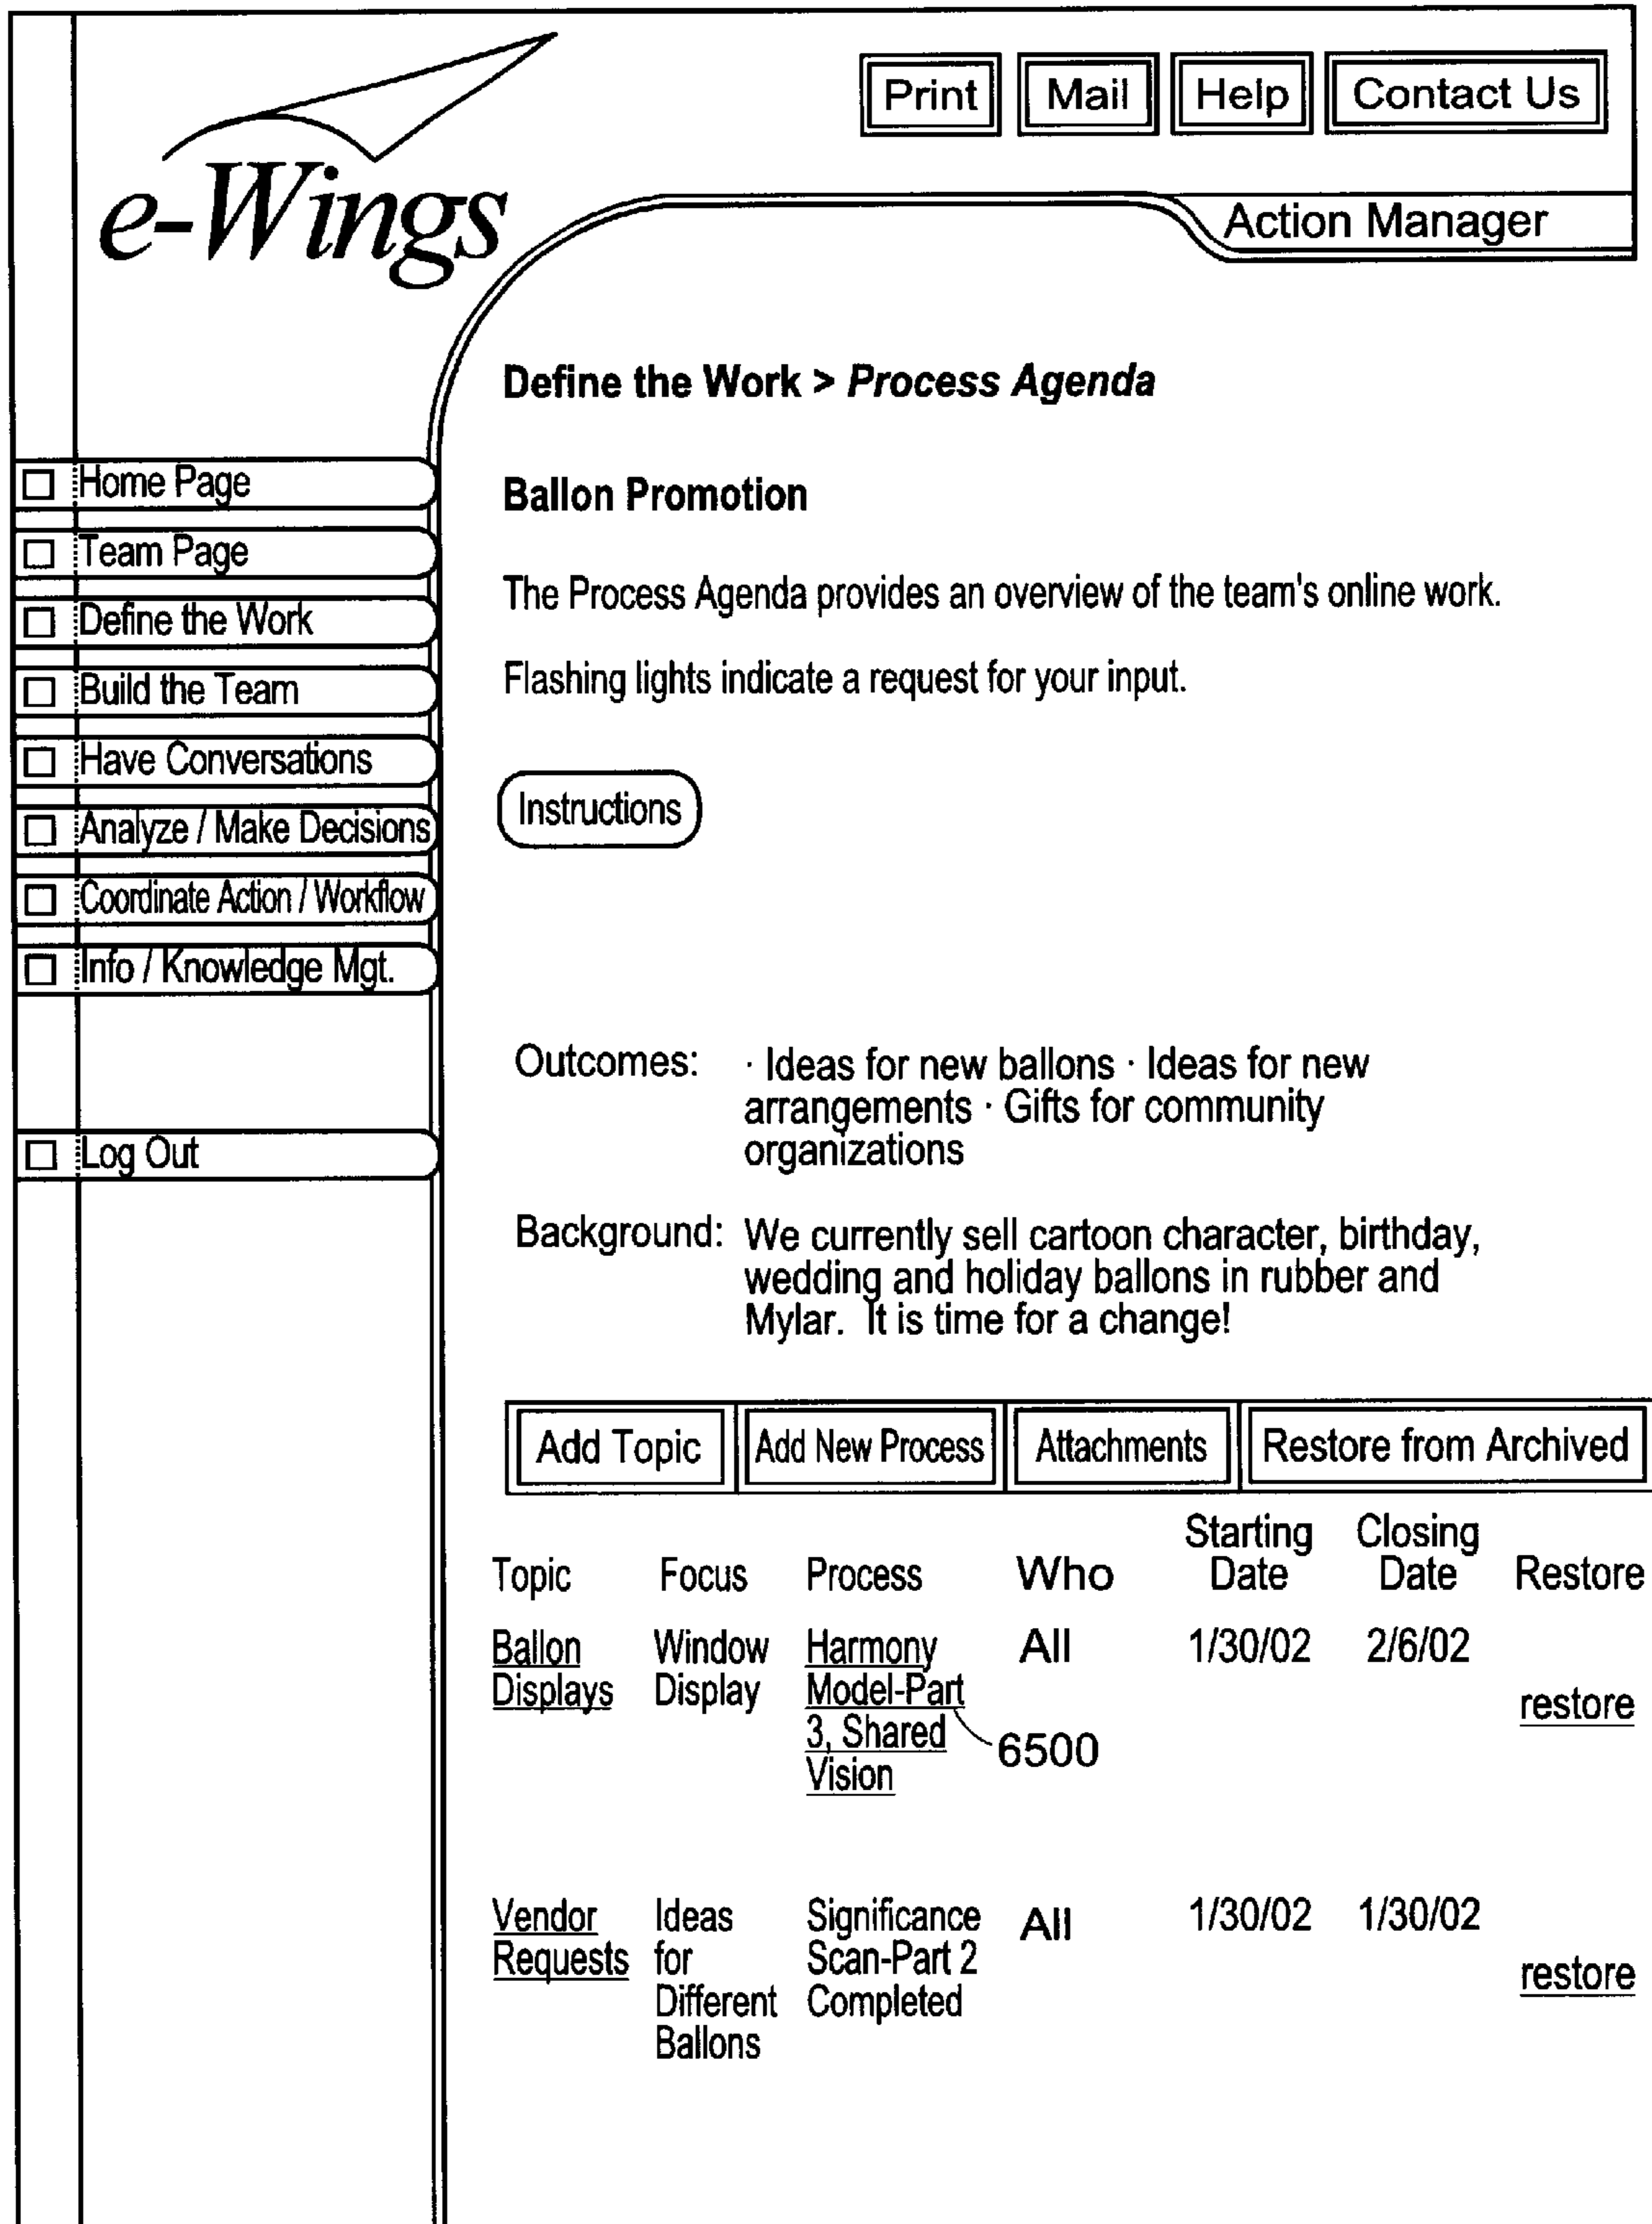 e-Wings
Print
Mail
Help
Contact Us
Action Manager
Home Page
Team Page
Define the Work
Build the Team
Have Conversations
Analyze / Make Decisions
Coordinate Action / Workflow
Info / Knowledge Mgt.
Log Out
Define the Work > Process Agenda
Ballon Promotion
The Process Agenda provides an overview of the team's online work.
Flashing lights indicate a request for your input.
Instructions
Outcomes: · Ideas for new ballons · Ideas for new
arrangements · Gifts for community
organizations
Background: We currently sell cartoon character, birthday,
wedding and holiday ballons in rubber and
Mylar. It is time for a change!
Add Topic
Add New Process
Attachments
Restore from Archived
Starting Closing
Topic Focus Process Who Date Date Restore
Ballon Window Harmony All 1/30/02 2/6/02
Displays Display Model-Part restore
3, Shared
6500
Vision
Vendor Ideas Significance All 1/30/02 1/30/02
Requests for Scan-Part 2 restore
Different Completed
Ballons